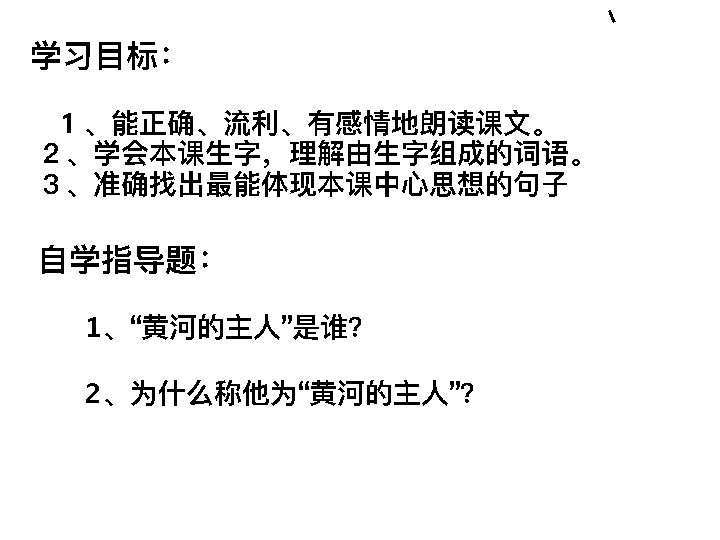 学习目标：
１、能正确、流利、有感情地朗读课文。
２、学会本课生字，理解由生字组成的词语。
３、准确找出最能体现本课中心思想的句子
自学指导题：
1、“黄河的主人”是谁？
2、为什么称他为“黄河的主人”？